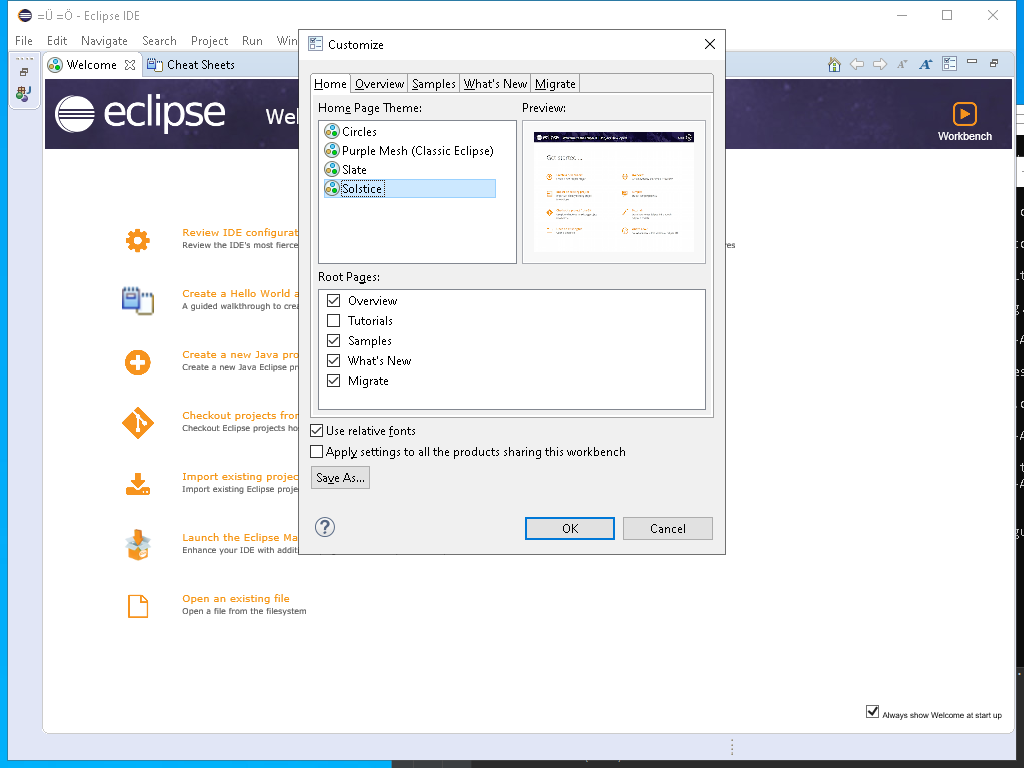 =Ü =Ö - Eclipse IDE
File Edit Navigate Search Project Run Win
Welcome Cheat Sheets
eclipse Wel
Workbench
Review IDE configurat
Review the IDE's most fierce
Create a Hello World a
A guided walkthrough to crea
Create a new Java pro
Create a new Java Eclipse pr
Checkout projects from
Checkout Eclipse projects ho
Import existing projec
Import existing Eclipse proje
Launch the Eclipse Ma
Enhance your IDE with additi
Open an existing file
Open a file from the filesystem
Always show Welcome at start up
Customize
Home Overview Samples What's New Migrate
Home Page Theme: Preview:
Circles
Purple Mesh (Classic Eclipse)
Slate
Solstice
Root Pages:
Overview
Tutorials
Samples
What's New
Migrate
Use relative fonts
Apply settings to all the products sharing this workbench
Save As...
OK Cancel